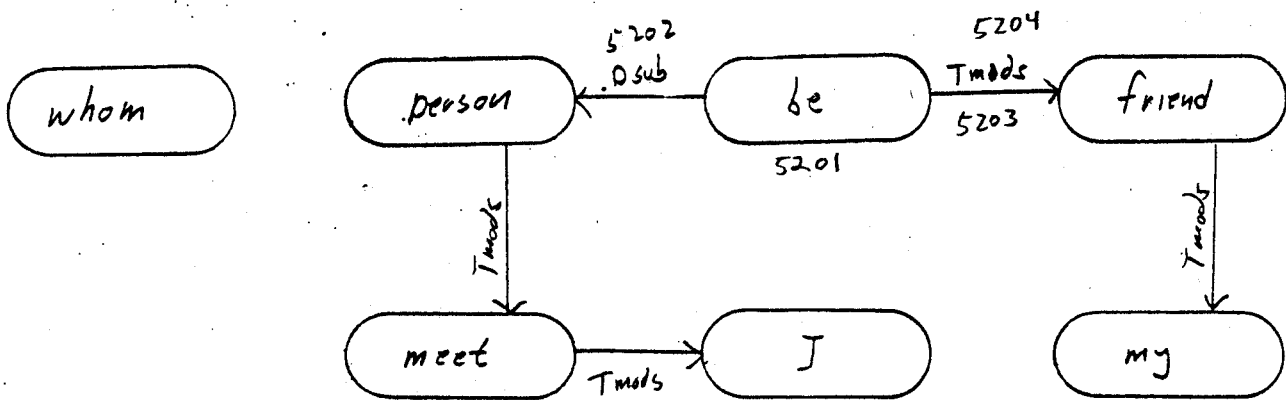 5202
5204
Dsub
Tmods
whom
person
be
friend
5203
5201
Tmods
Tmods
meet
I
my
Tmods